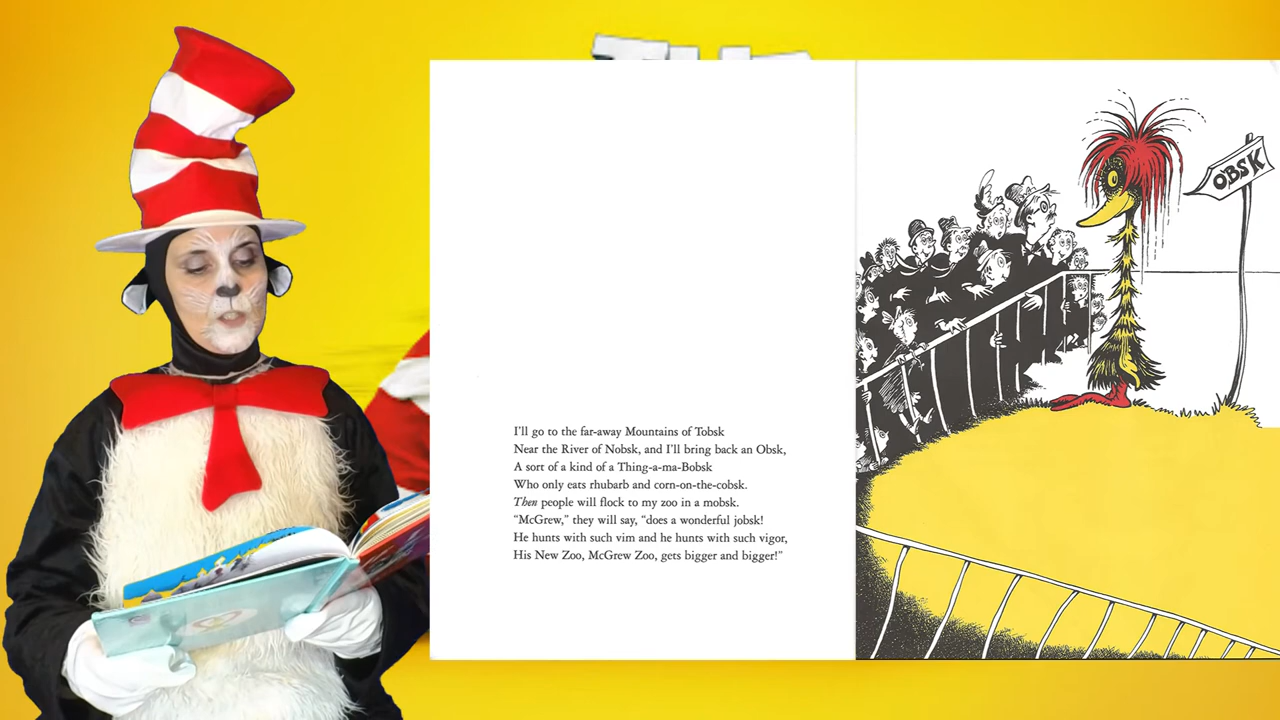 I'll go to the far-away Mountains of Tobsk
Near the River of Nobsk, and I'll bring back an Obsk,
A sort of a kind of a Thing-a-ma-Bobsk
Who only eats rhubarb and corn-on-the-cobsk.
Then people will flock to my zoo in a mobsk.
“McGrew,” they will say, “does a wonderful jobsk!
He hunts with such vim and he hunts with such vigor,
His New Zoo, McGrew Zoo, gets bigger and bigger!”
OBSK